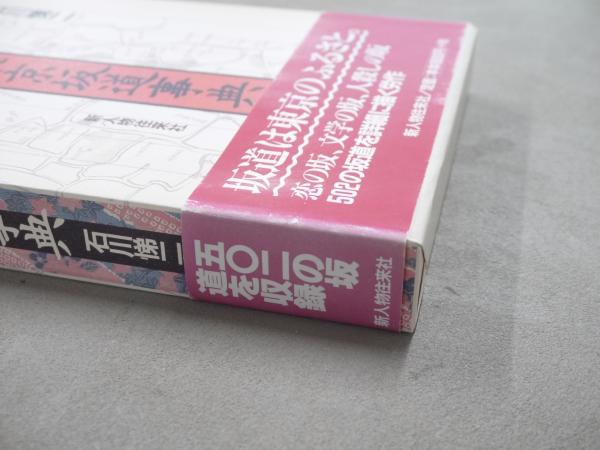 京坂道事典
新人物往来社
坂道は東京のふるさと
恋の坂、文学の坂、人殺しの坂
502の坂道を詳細に描く労作
新人物往来社
典
石川悌二
五〇二の坂
道を収録
新人物往来社